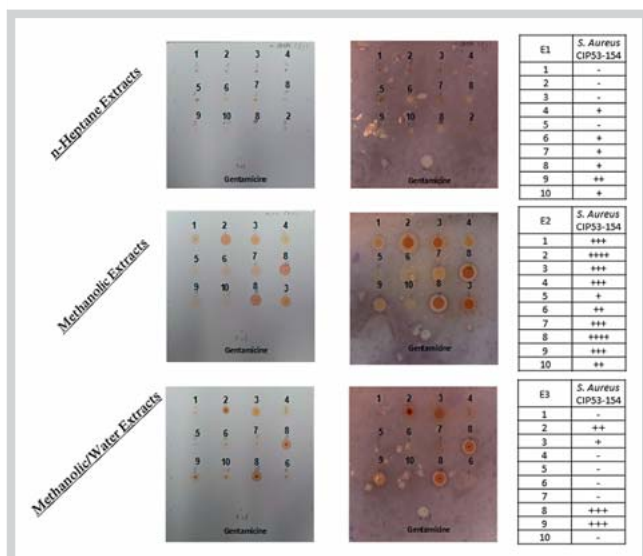 n-Heptane Extracts
1 2 3 4
5 6 7 8
9 10 8 2
Gentamicine
1 2 3 4
5 6 7 8
9 10 8 2
Gentamicine
E1 S. Aureus
CIP53-154
1 -
2 -
3 -
4 +
5 -
6 +
7 +
8 +
9 ++
10 +
Methanolic Extracts
1 2 3 4
5 6 7 8
9 10 8 3
Gentamicine
1 2 3 4
5 6 7 8
9 10 8 3
Gentamicine
E2 S. Aureus
CIP53-154
1 +++
2 ++++
3 +++
4 +++
5 +
6 ++
7 +++
8 ++++
9 +++
10 ++
Methanolic/Water Extracts
1 2 3 4
5 6 7 8
9 10 8 6
Gentamicine
1 2 3 4
5 6 7 8
9 10 8 6
Gentamicine
E3 S. Aureus
CIP53-154
1 -
2 ++
3 +
4 -
5 -
6 -
7 -
8 +++
9 +++
10 -